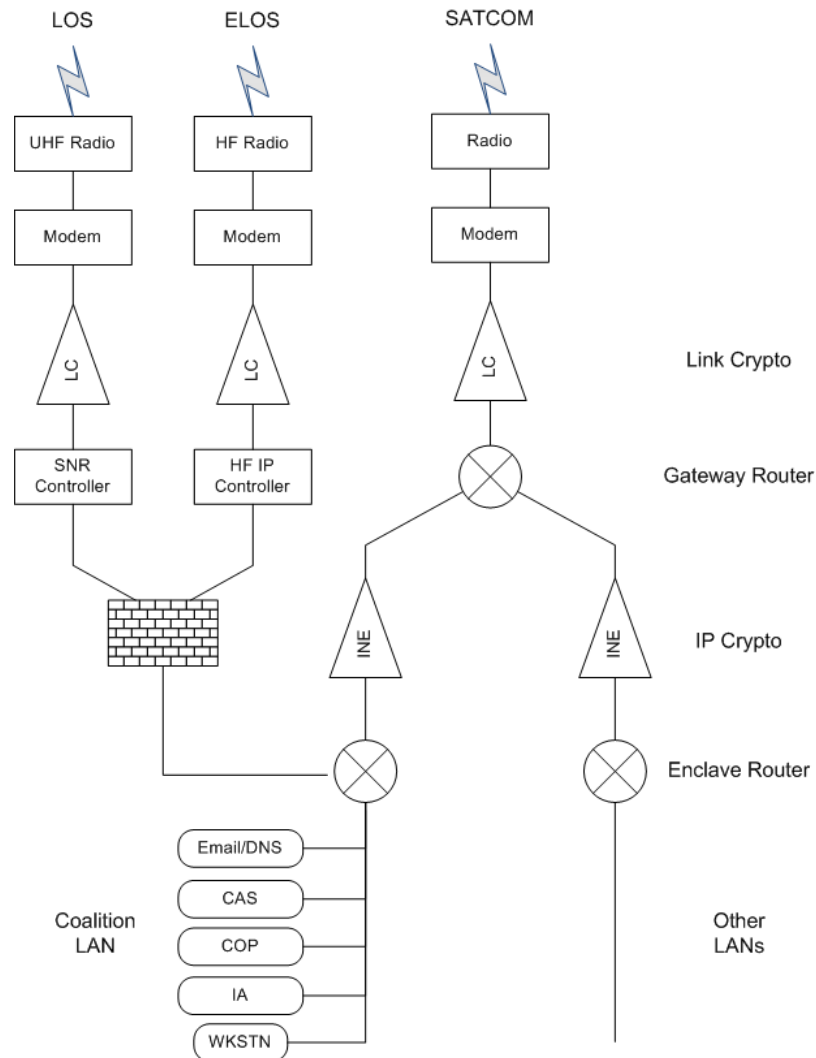 LOS
ELOS
SATCOM
UHF Radio
HF Radio
Radio
Modem
Modem
Modem
LC
LC
LC
Link Crypto
SNR
Controller
HF IP
Controller
Gateway Router
INE
INE
IP Crypto
Enclave Router
Email/DNS
CAS
COP
IA
WKSTN
Coalition
LAN
Other
LANs